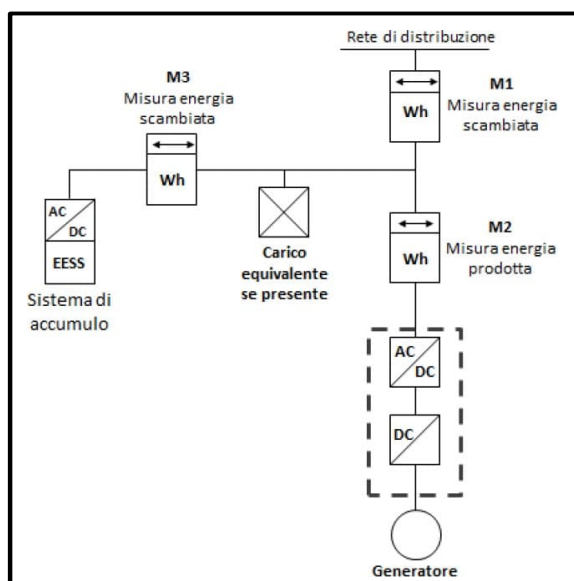 Rete di distribuzione
M3
Misura energia
scambiata
Wh
M1
Misura energia
scambiata
Wh
AC
DC
EESS
Sistema di
accumulo
Carico
equivalente
se presente
M2
Misura energia
prodotta
Wh
AC
DC
DC
Generatore